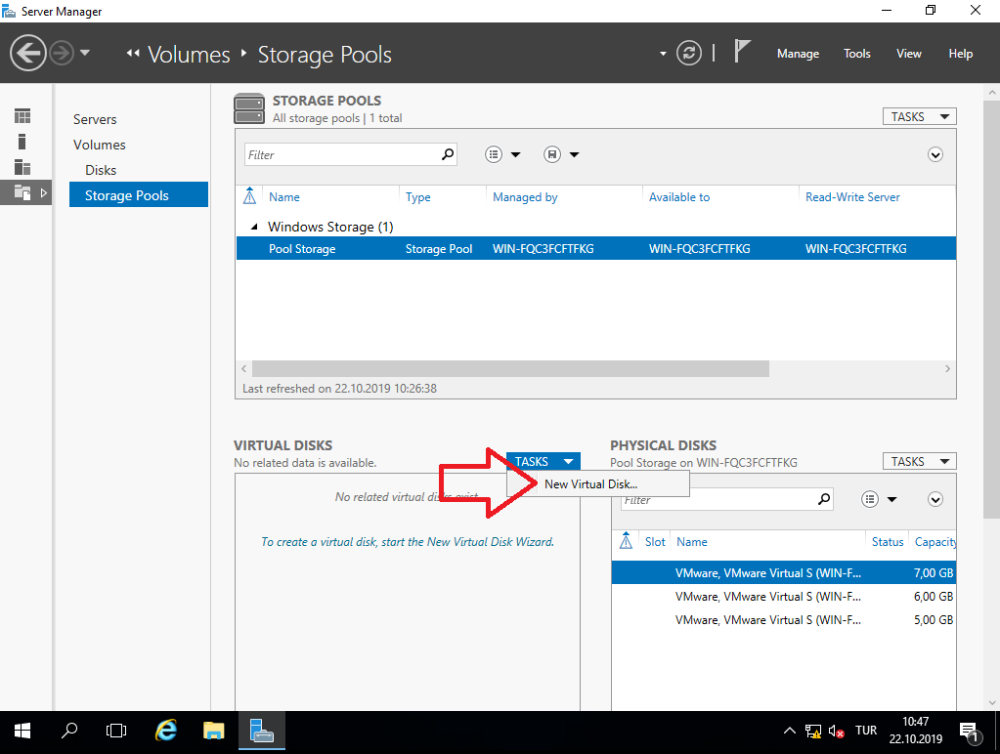 Server Manager
Volumes Storage Pools
Manage Tools View Help
Servers
Volumes
Disks
Storage Pools
STORAGE POOLS
All storage pools | 1 total
TASKS
Filter
Name Type Managed by Available to Read-Write Server
Windows Storage (1)
Pool Storage Storage Pool WIN-FQC3FCFTFKG WIN-FQC3FCFTFKG WIN-FQC3FCFTFKG
Last refreshed on 22.10.2019 10:26:38
VIRTUAL DISKS
No related data is available.
TASKS
New Virtual Disk...
No related virtual disks exist.
To create a virtual disk, start the New Virtual Disk Wizard.
PHYSICAL DISKS
Pool Storage on WIN-FQC3FCFTFKG
TASKS
Filter
Slot Name Status Capacity
VMware, VMware Virtual S (WIN-F... 7,00 GB
VMware, VMware Virtual S (WIN-F... 6,00 GB
VMware, VMware Virtual S (WIN-F... 5,00 GB
TUR
10:47
22.10.2019
1